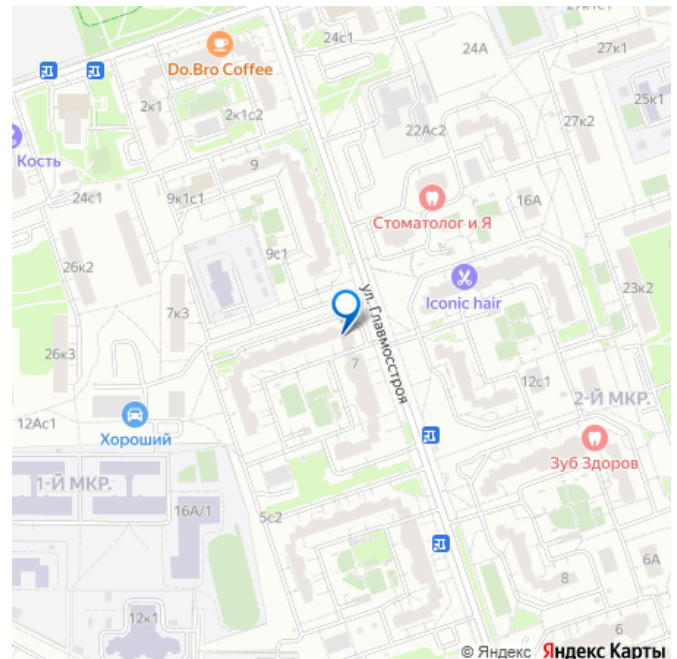 27к1с1
24с1
24А
27к1
Do.Bro Coffee
2к1
2к1с2
25к1
22Ас2
27к2
Кость
9
24с1
9к1с1
16А
Стоматолог и Я
9с1
26к2
Iconic hair
23к2
7к3
ул. Главмосстроя
26к3
7
12с1
2-Й МКР.
12Ас1
Хороший
Зуб Здоров
1-Й МКР.
16А/1
5с2
6А
8
12к1
6
© Яндекс Яндекс Карты